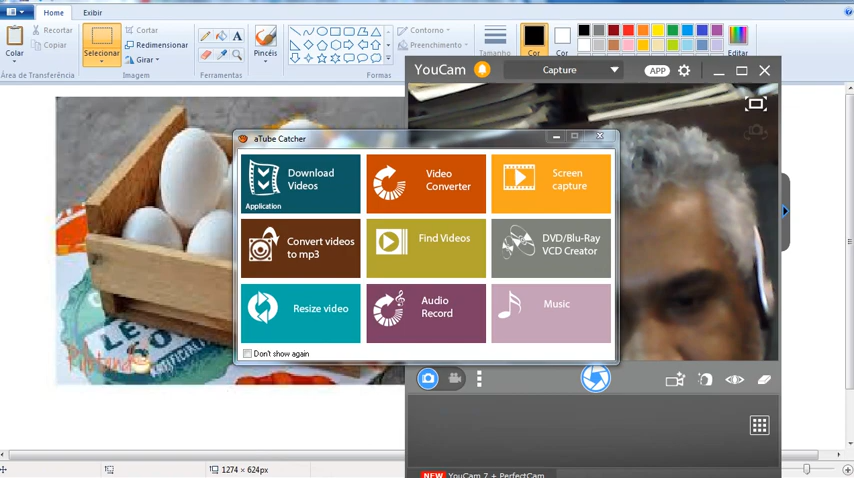 Home
Exibir
Colar
Recortar
Copiar
Área de Transferência
Selecionar
Cortar
Redimensionar
Girar
Imagem
Ferramentas
Pincéis
Formas
Contorno
Preenchimento
Tamanho
Cor
Cor
Editar
YouCam
Capture
APP
aTube Catcher
Download
Videos
Application
Video
Converter
Screen
capture
Convert videos
to mp3
Find Videos
DVD/Blu-Ray
VCD Creator
Resize video
Audio
Record
Music
Don't show again
1274 × 624px
NEW YouCam 7 + PerfectCam